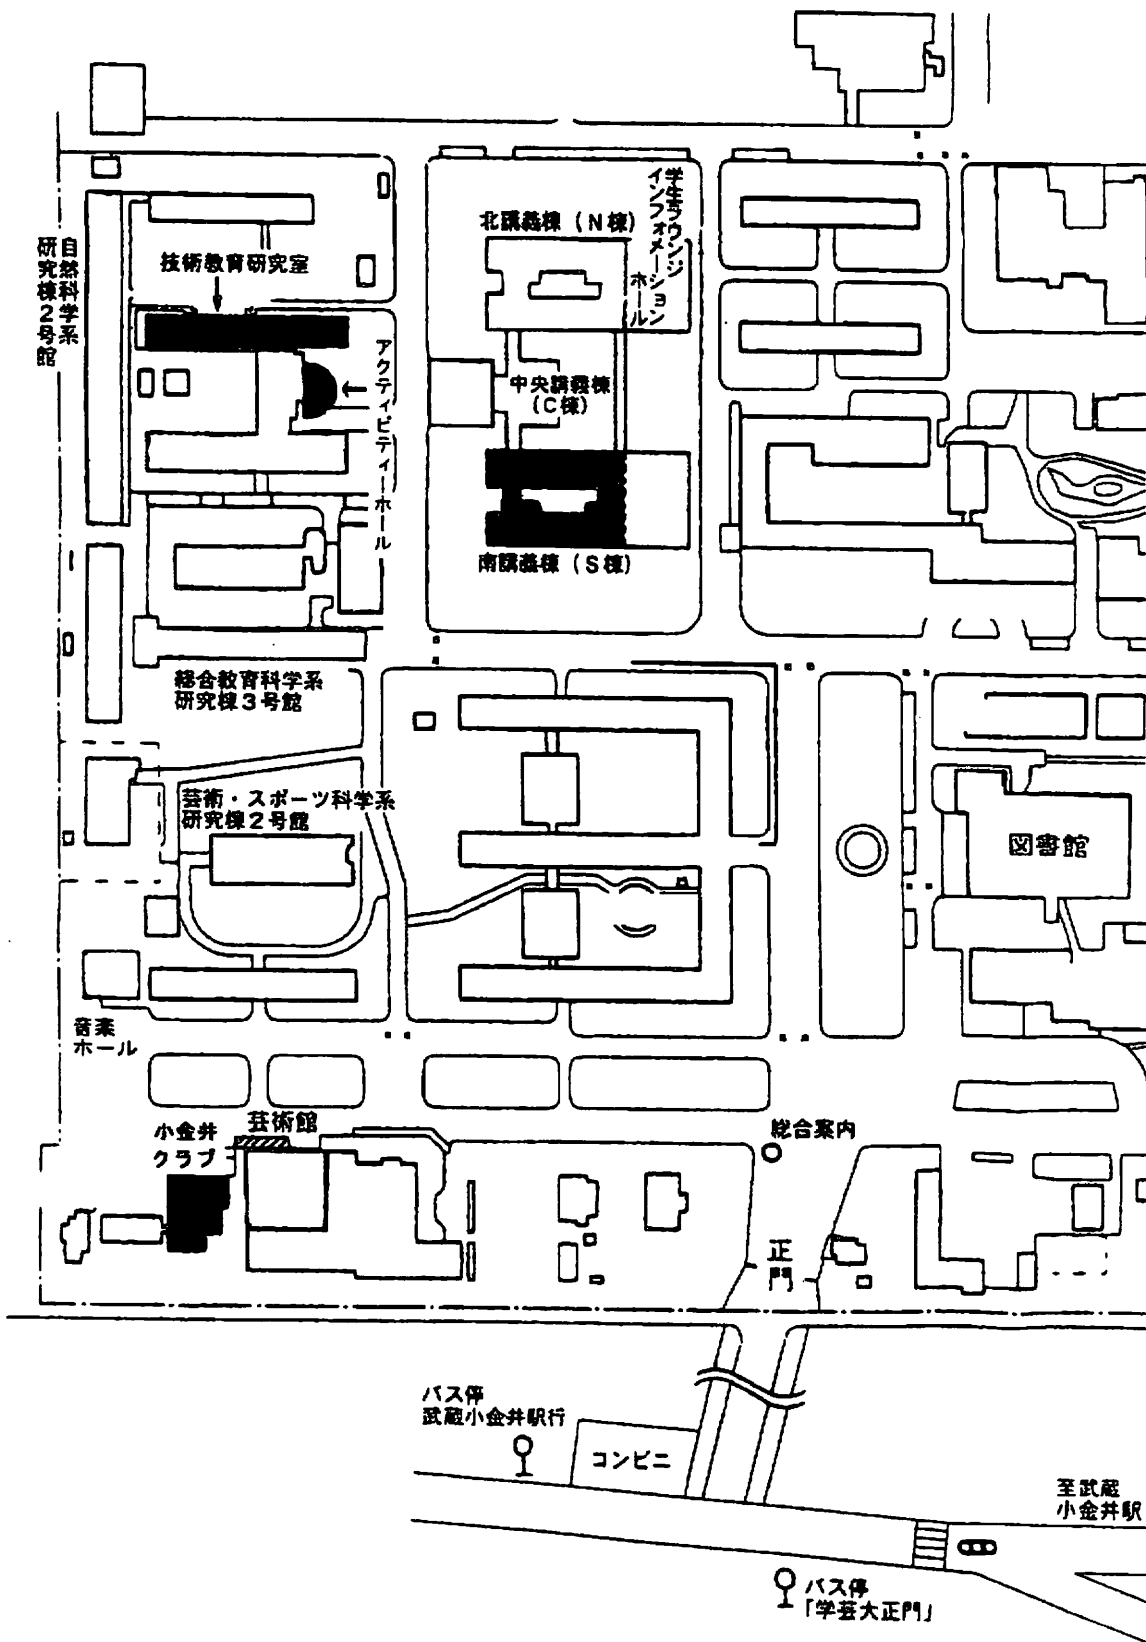 学生ラウンジ
インフォメーション
ホール
北講義棟（N棟）
自然科学系
研究棟2号館
技術教育研究室
アクティビティーホール
中央講義棟
（C棟）
南講義棟（S棟）
総合教育科学系
研究棟3号館
芸術・スポーツ科学系
研究棟2号館
図書館
音楽
ホール
芸術館
小金井
クラブ
総合案内
正門
バス停
武蔵小金井駅行
コンビニ
至武蔵
小金井駅
バス停
「学芸大正門」